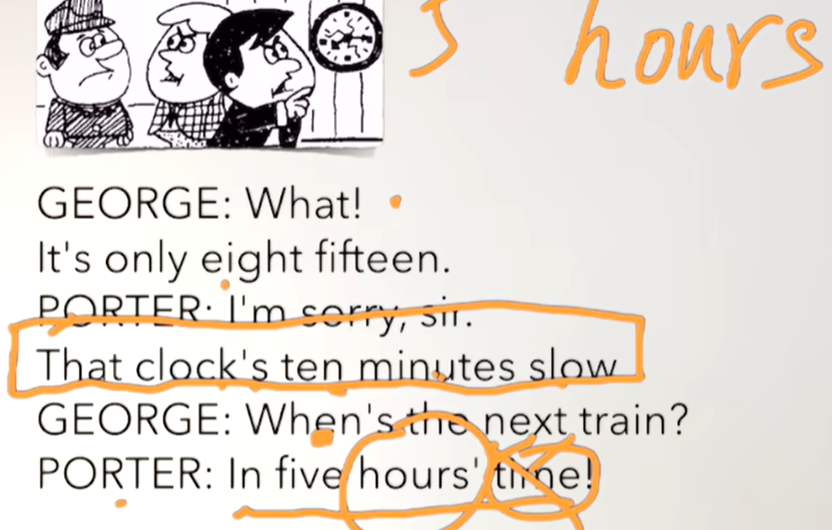 5 hours
GEORGE: What!
It's only eight fifteen.
PORTER: I'm sorry, sir.
That clock's ten minutes slow
GEORGE: When's the next train?
PORTER: In five hours' time!